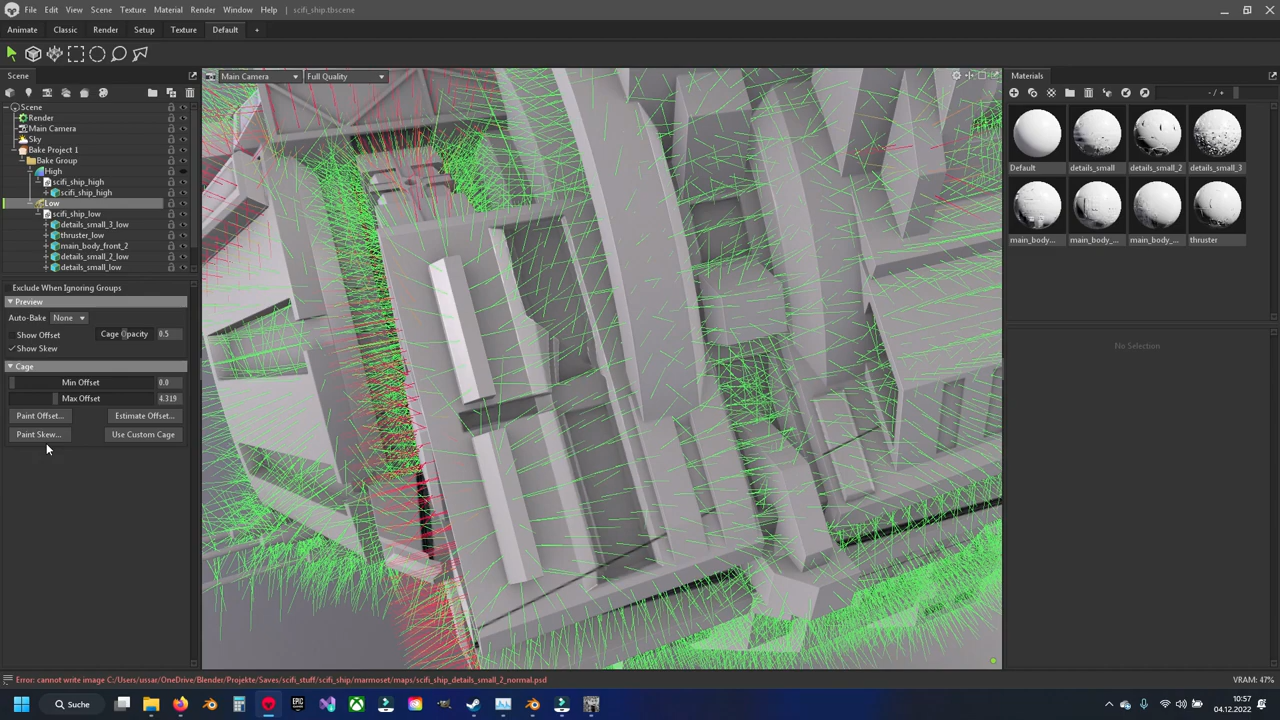 File Edit View Scene Texture Material Render Window Help scifi_ship.tbscene
Animate Classic Render Setup Texture Default +
Scene
Main Camera Full Quality
Materials
- / +
Scene
Render
Main Camera
Sky
Bake Project 1
Bake Group
High
scifi_ship_high
scifi_ship_high
Low
scifi_ship_low
details_small_3_low
thruster_low
main_body_front_2
details_small_2_low
details_small_low
Default details_small details_small_2 details_small_3
main_body... main_body_... main_body_... thruster
Exclude When Ignoring Groups
Preview
Auto-Bake None
Show Offset Cage Opacity 0.5
Show Skew
Cage
Min Offset 0.0
Max Offset 4.319
Paint Offset... Estimate Offset...
Paint Skew... Use Custom Cage
No Selection
Error: cannot write image C:/Users/ussar/OneDrive/Blender/Projekte/Saves/scifi_stuff/scifi_ship/marmoset/maps/scifi_ship_details_small_2_normal.psd
VRAM: 47%
Suche
EPIC
10:57
04.12.2022